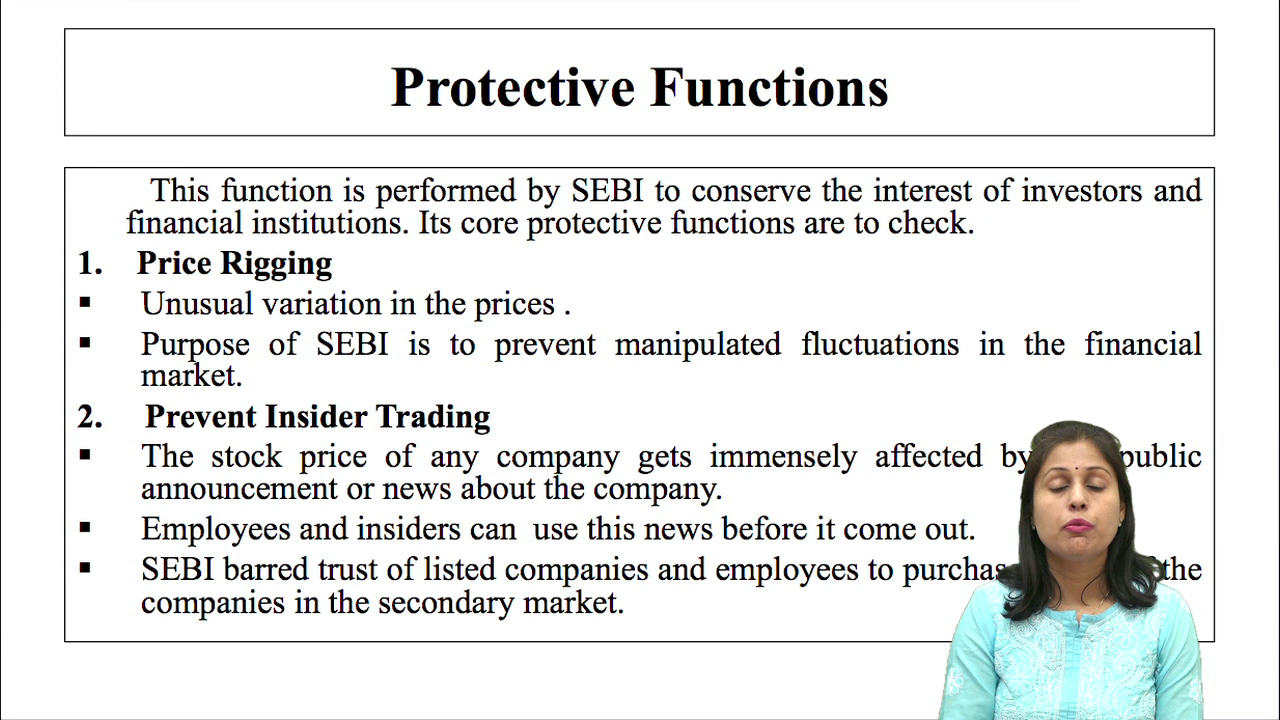 Protective Functions
This function is performed by SEBI to conserve the interest of investors and
financial institutions. Its core protective functions are to check.
1. Price Rigging
▪ Unusual variation in the prices .
▪ Purpose of SEBI is to prevent manipulated fluctuations in the financial
market.
2. Prevent Insider Trading
▪ The stock price of any company gets immensely affected by public
announcement or news about the company.
▪ Employees and insiders can use this news before it come out.
▪ SEBI barred trust of listed companies and employees to the
companies in the secondary market.